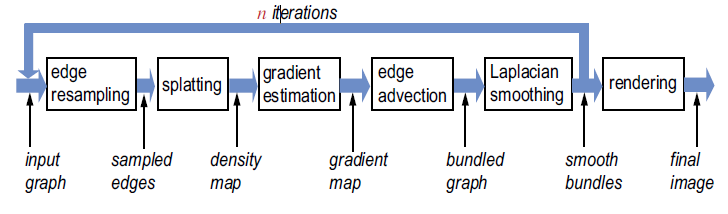 n iterations
edge
resampling
splatting
gradient
estimation
edge
advection
Laplacian
smoothing
rendering
input
graph
sampled
edges
density
map
gradient
map
bundled
graph
smooth
bundles
final
image